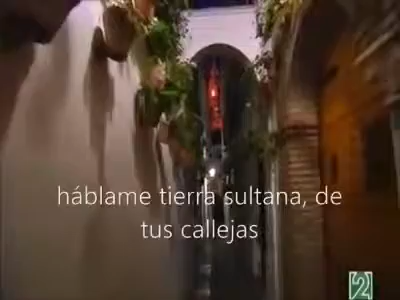 háblame tierra sultana, de
tus callejas
2